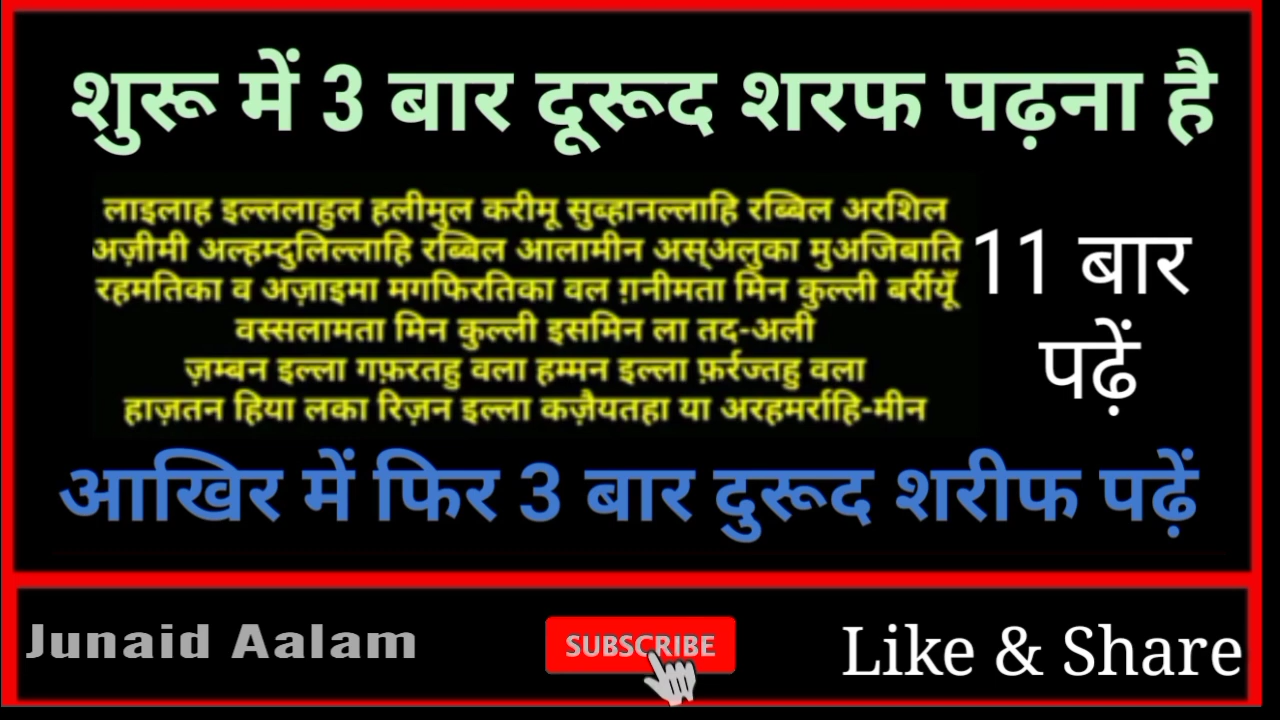 शुरू में 3 बार दूरूद शरफ पढ़ना है
लाइलाह इल्ललाहुल हलीमुल करीमू सुब्हानल्लाहि रब्बिल अरशिल
अज़ीमी अल्हम्दुलिल्लाहि रब्बिल आलामीन अस्अलुका मुअजिबाति
रहमतिका व अज़ाइमा मगफिरतिका वल ग़नीमता मिन कुल्ली बर्रीयूँ
वस्सलामता मिन कुल्ली इसमिन ला तद-अली
ज़म्बन इल्ला गफ़रतहु वला हम्मन इल्ला फ़र्रज्तहु वला
हाज़तन हिया लका रिज़न इल्ला कज़ैयतहा या अरहमर्राहि-मीन
11 बार
पढ़ें
आखिर में फिर 3 बार दुरूद शरीफ पढ़ें
Junaid Aalam
SUBSCRIBE
Like & Share